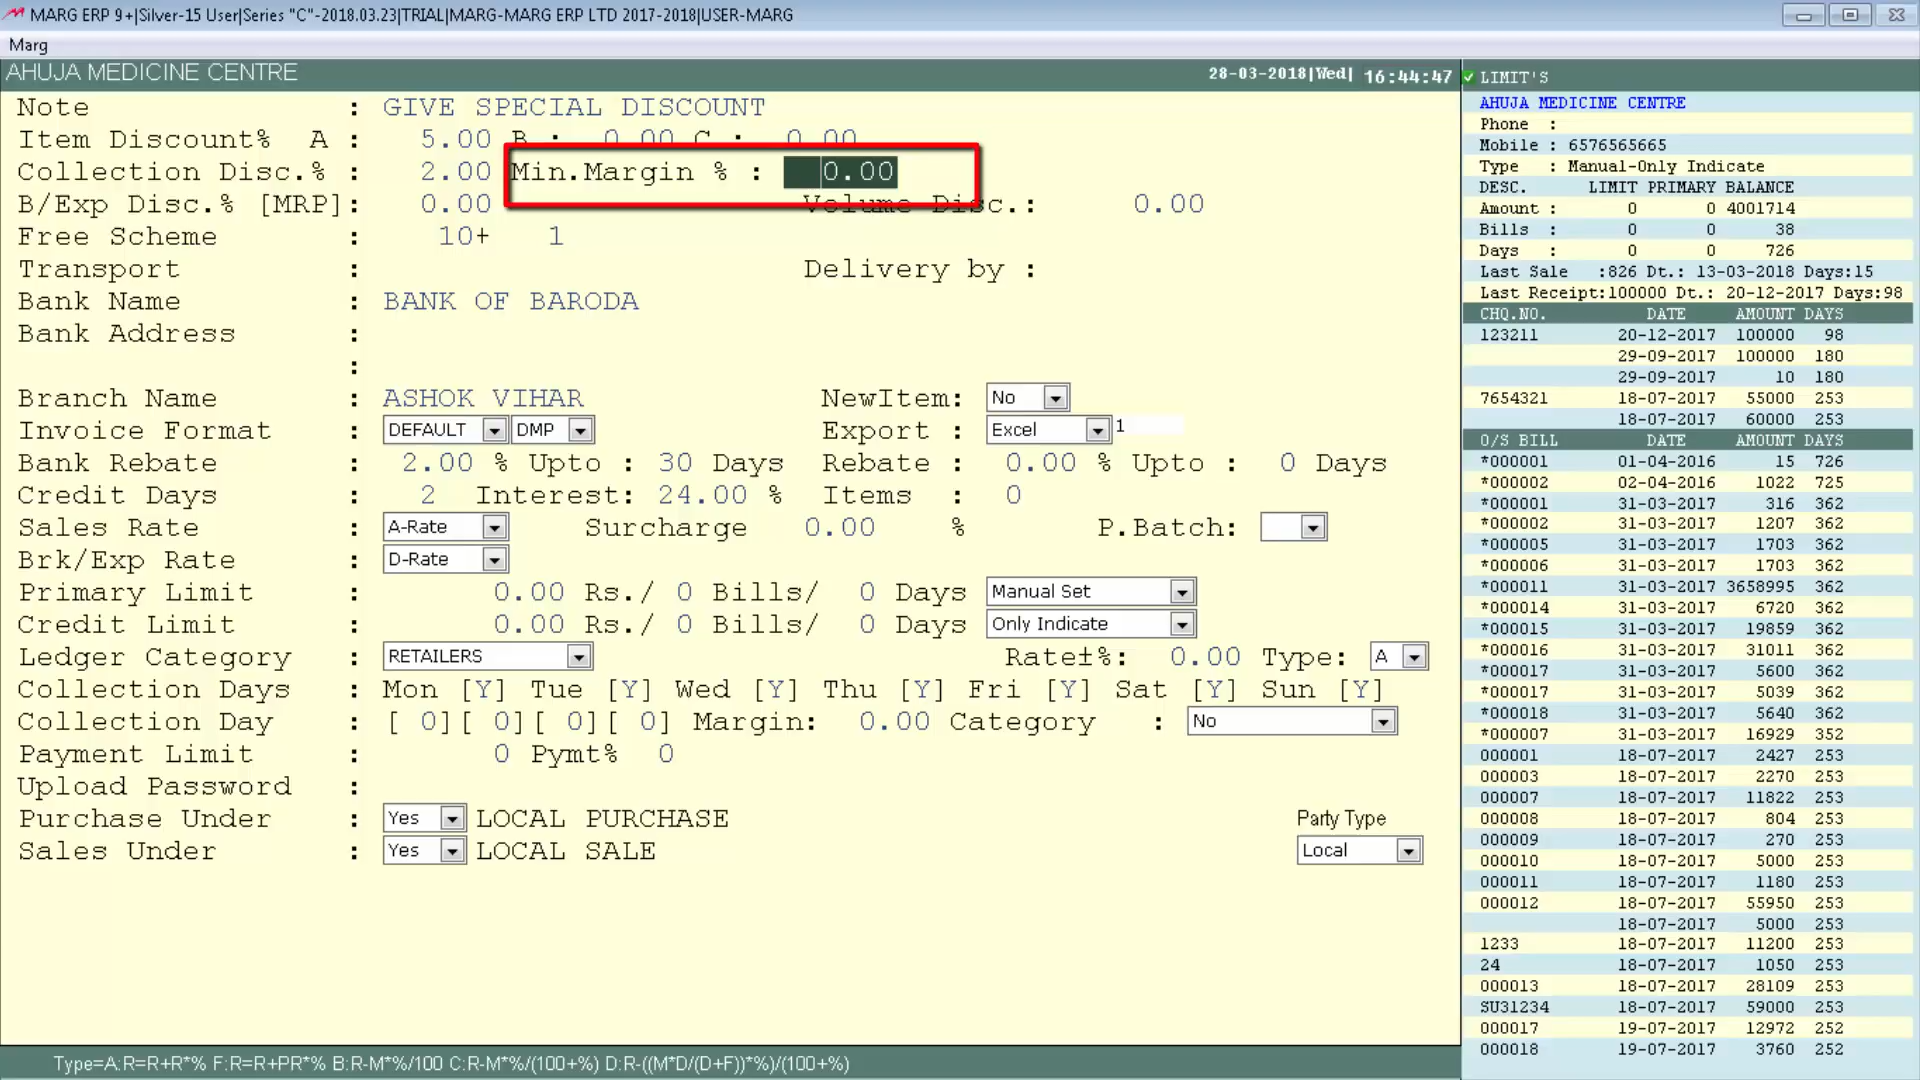 MARG ERP 9+|Silver-15 User|Series "C"-2018.03.23|TRIAL|MARG-MARG ERP LTD 2017-2018|USER-MARG
Marg
AHUJA MEDICINE CENTRE 28-03-2018|Wed| 16:44:47
Note : GIVE SPECIAL DISCOUNT
Item Discount% A : 5.00 B : 0.00 C : 0.00
Collection Disc.% : 2.00 Min.Margin % : 0.00
B/Exp Disc.% [MRP]: 0.00 Volume Disc.: 0.00
Free Scheme : 10+ 1
Transport : Delivery by :
Bank Name : BANK OF BARODA
Bank Address :
:
Branch Name : ASHOK VIHAR NewItem: No
Invoice Format : DEFAULT DMP Export : Excel 1
Bank Rebate : 2.00 % Upto : 30 Days Rebate : 0.00 % Upto : 0 Days
Credit Days : 2 Interest: 24.00 % Items : 0
Sales Rate : A-Rate Surcharge 0.00 % P.Batch:
Brk/Exp Rate : D-Rate
Primary Limit : 0.00 Rs./ 0 Bills/ 0 Days Manual Set
Credit Limit : 0.00 Rs./ 0 Bills/ 0 Days Only Indicate
Ledger Category : RETAILERS Rate±%: 0.00 Type: A
Collection Days : Mon [Y] Tue [Y] Wed [Y] Thu [Y] Fri [Y] Sat [Y] Sun [Y]
Collection Day : [ 0][ 0][ 0][ 0] Margin: 0.00 Category : No
Payment Limit : 0 Pymt% 0
Upload Password :
Purchase Under : Yes LOCAL PURCHASE Party Type
Sales Under : Yes LOCAL SALE Local
Type=A:R=R+R*% F:R=R+PR*% B:R-M*%/100 C:R-M*%/(100+%) D:R-((M*D/(D+F))*%)/(100+%)
LIMIT'S
AHUJA MEDICINE CENTRE
Phone :
Mobile : 6576565665
Type : Manual-Only Indicate
DESC. LIMIT PRIMARY BALANCE
Amount : 0 0 4001714
Bills : 0 0 38
Days : 0 0 726
Last Sale :826 Dt.: 13-03-2018 Days:15
Last Receipt:100000 Dt.: 20-12-2017 Days:98
CHQ.NO. DATE AMOUNT DAYS
123211 20-12-2017 100000 98
29-09-2017 100000 180
29-09-2017 10 180
7654321 18-07-2017 55000 253
18-07-2017 60000 253
O/S BILL DATE AMOUNT DAYS
*000001 01-04-2016 15 726
*000002 02-04-2016 1022 725
*000001 31-03-2017 316 362
*000002 31-03-2017 1207 362
*000005 31-03-2017 1703 362
*000006 31-03-2017 1703 362
*000011 31-03-2017 3658995 362
*000014 31-03-2017 6720 362
*000015 31-03-2017 19859 362
*000016 31-03-2017 31011 362
*000017 31-03-2017 5600 362
*000017 31-03-2017 5039 362
*000018 31-03-2017 5640 362
*000007 31-03-2017 16929 352
000001 18-07-2017 2427 253
000003 18-07-2017 2270 253
000007 18-07-2017 11822 253
000008 18-07-2017 804 253
000009 18-07-2017 270 253
000010 18-07-2017 5000 253
000011 18-07-2017 1180 253
000012 18-07-2017 55950 253
18-07-2017 5000 253
1233 18-07-2017 11200 253
24 18-07-2017 1050 253
000013 18-07-2017 28109 253
SU31234 18-07-2017 59000 253
000017 19-07-2017 12972 252
000018 19-07-2017 3760 252